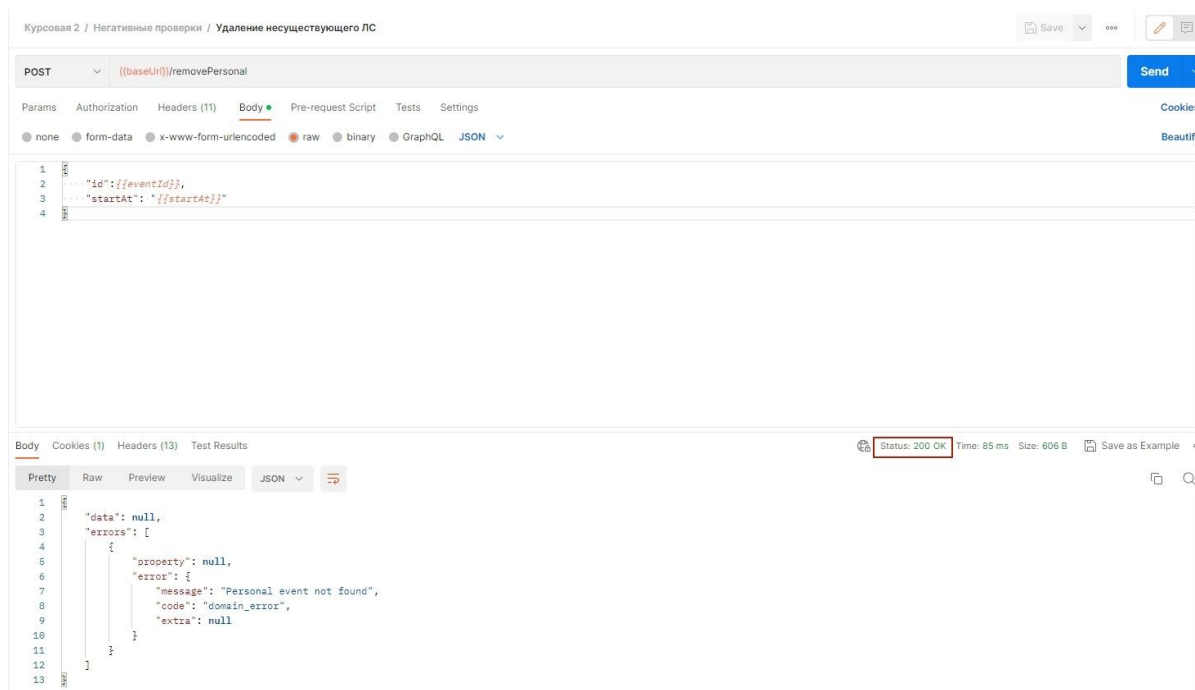 Курсовая 2 / Негативные проверки / Удаление несуществующего ЛС
Save
POST {{baseUrl}}/removePersonal Send
Params Authorization Headers (11) Body Pre-request Script Tests Settings Cookies
none form-data x-www-form-urlencoded raw binary GraphQL JSON Beautif
1 {
2 "id":{{eventId}},
3 "startAt": "{{startAt}}"
4 }
Body Cookies (1) Headers (13) Test Results Status: 200 OK Time: 85 ms Size: 606 B Save as Example
Pretty Raw Preview Visualize JSON
1 {
2 "data": null,
3 "errors": [
4 {
5 "property": null,
6 "error": {
7 "message": "Personal event not found",
8 "code": "domain_error",
9 "extra": null
10 }
11 }
12 ]
13 }